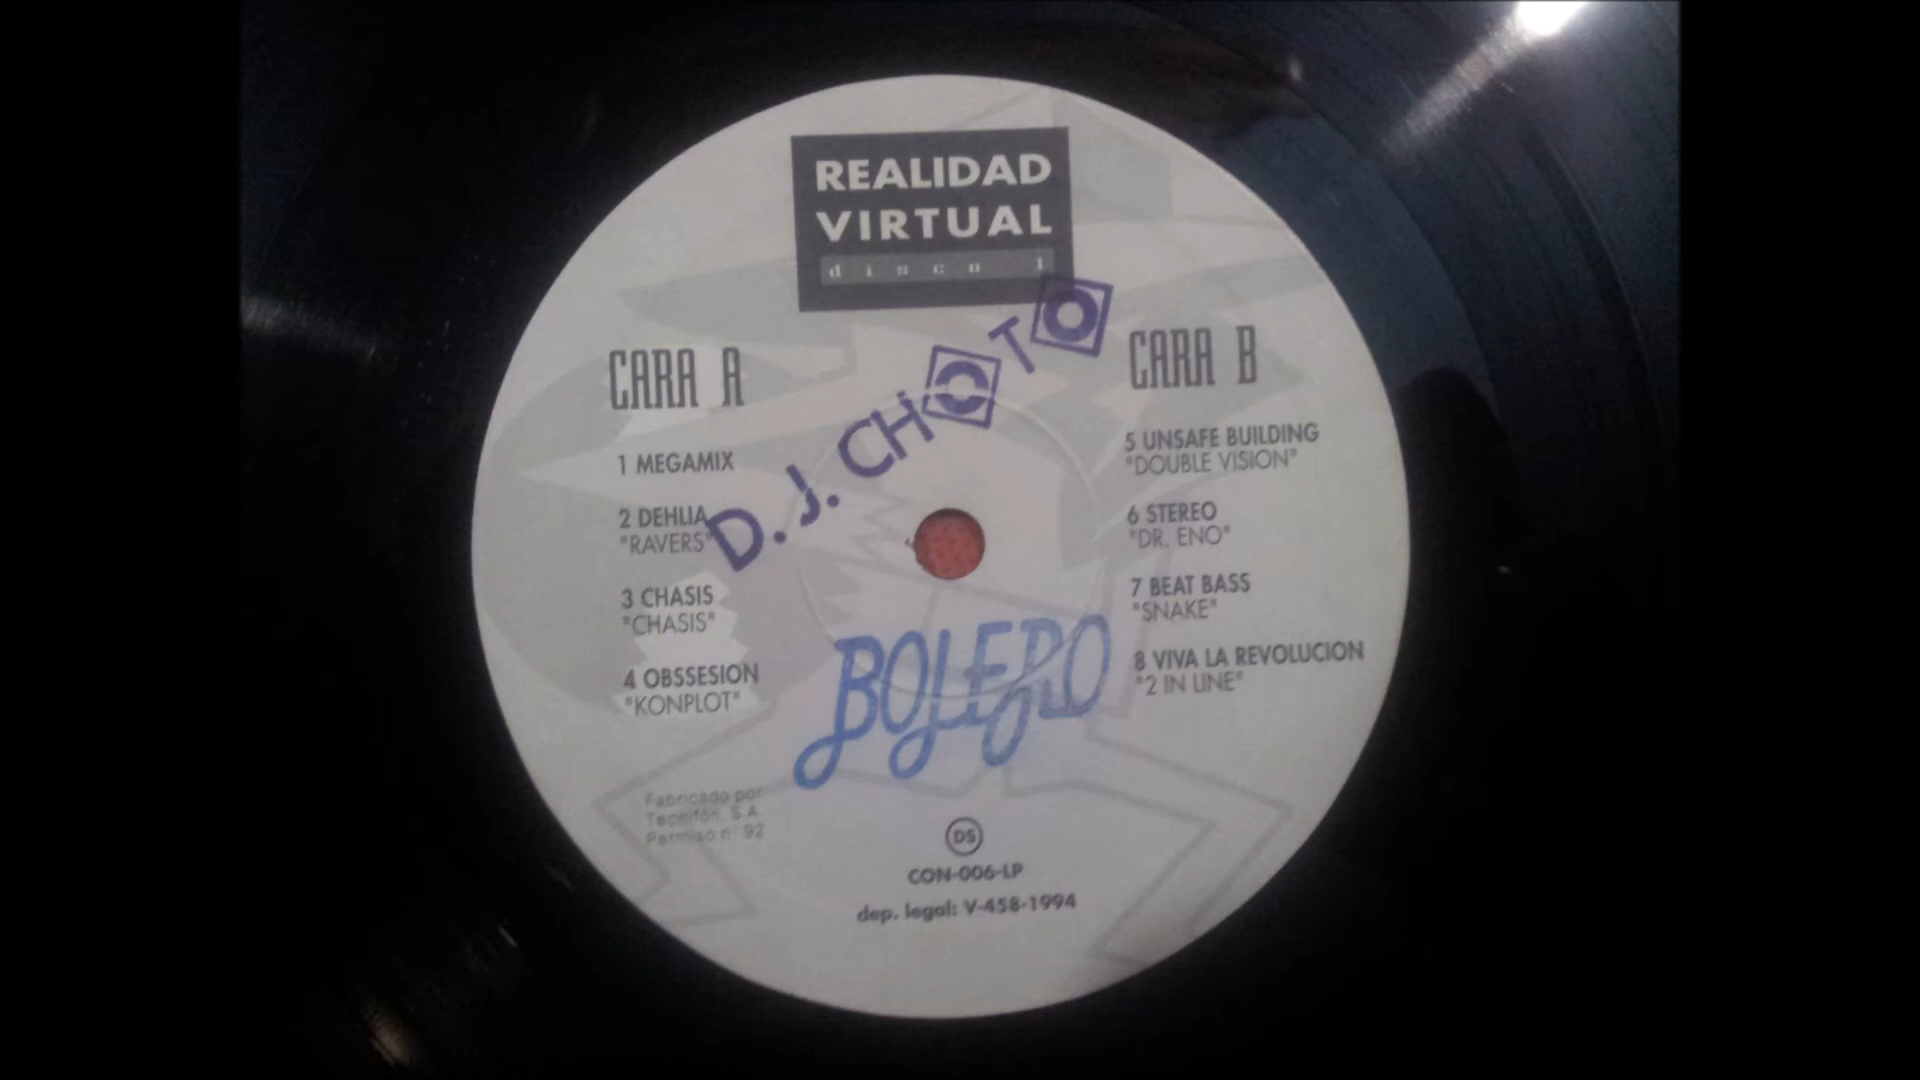 REALIDAD
VIRTUAL
disco 1
D.J. CHOTO
CARA A
1 MEGAMIX
2 DEHLIA
"RAVERS"
3 CHASIS
"CHASIS"
4 OBSSESION
"KONPLOT"
CARA B
5 UNSAFE BUILDING
"DOUBLE VISION"
6 STEREO
"DR. ENO"
7 BEAT BASS
"SNAKE"
8 VIVA LA REVOLUCION
"2 IN LINE"
BOLERO
Fabricado por
Tecnifón, S.A.
Permiso n° 92
DS
CON-006-LP
dep. legal: V-458-1994